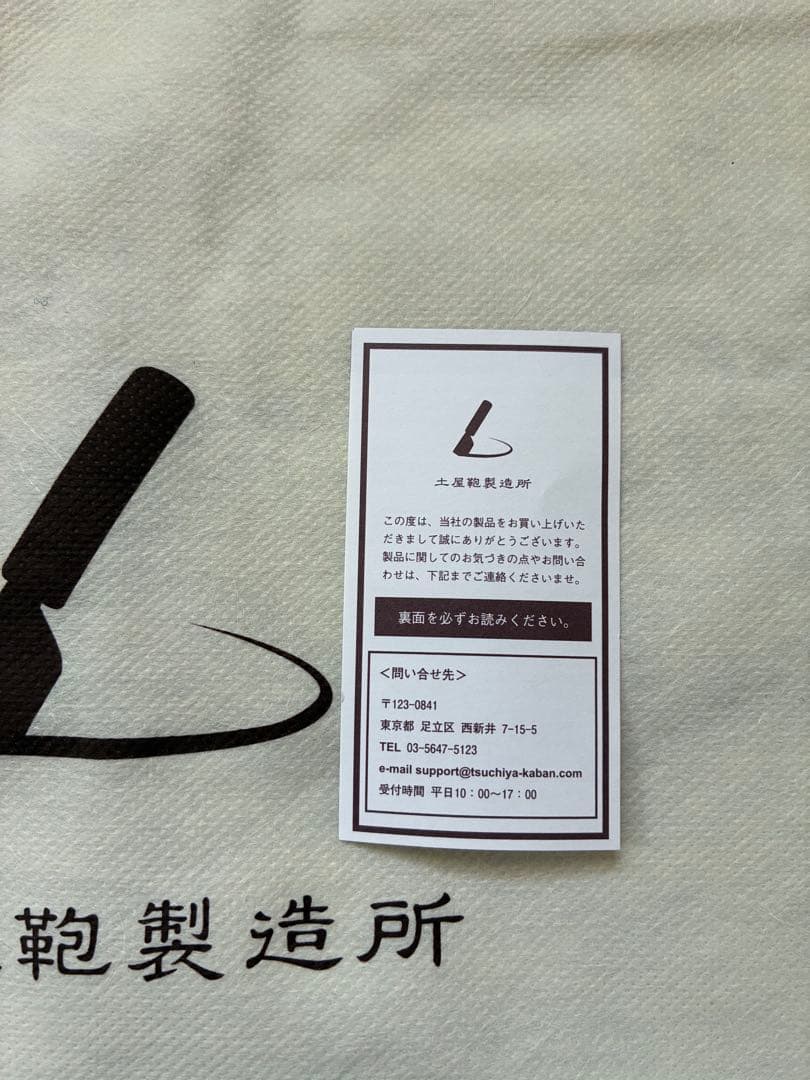 土屋鞄製造所
この度は、当社の製品をお買い上げいた
だきまして誠にありがとうございます。
製品に関してのお気づきの点やお問い合
わせは、下記までご連絡くださいませ。
裏面を必ずお読みください。
＜問い合せ先＞
〒123-0841
東京都 足立区 西新井 7-15-5
TEL 03-5647-5123
e-mail support@tsuchiya-kaban.com
受付時間 平日10：00〜17：00
鞄製造所